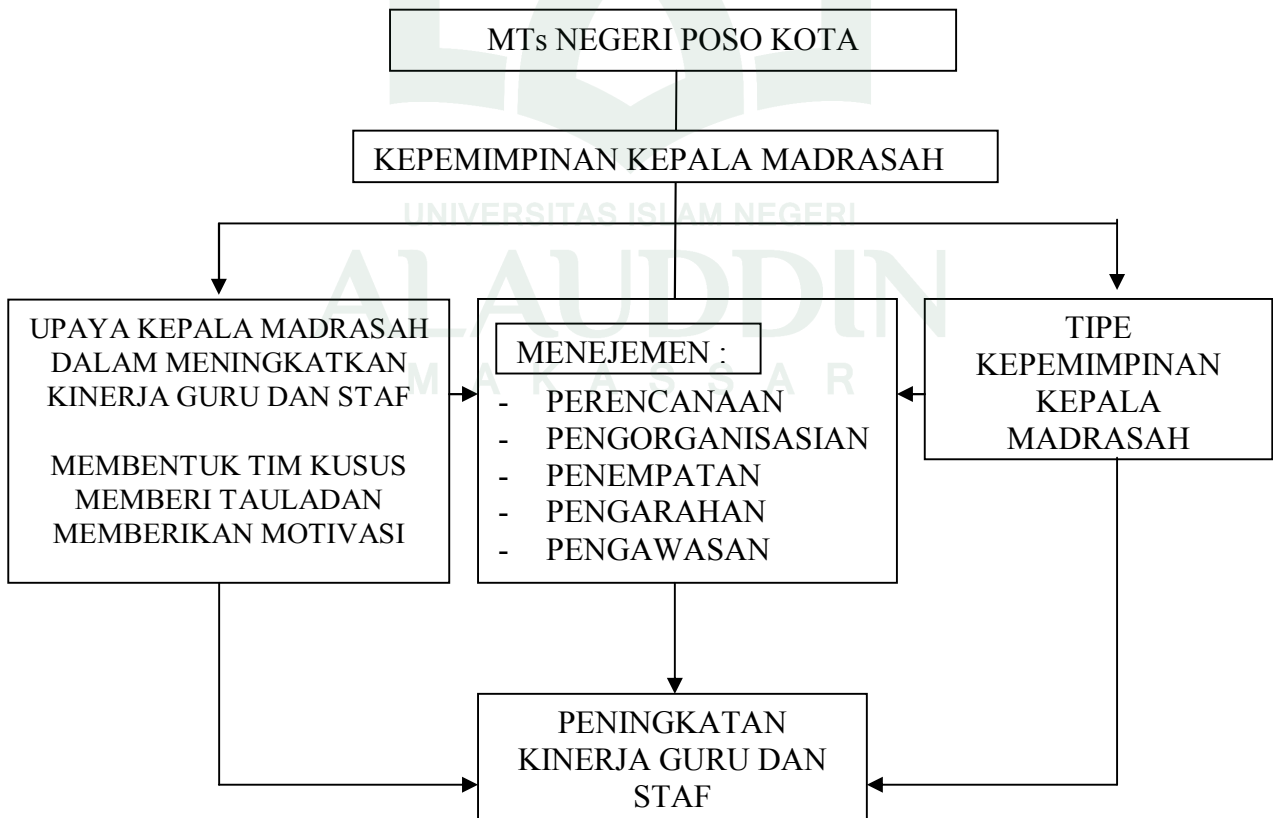 MTs NEGERI POSO KOTA
KEPEMIMPINAN KEPALA MADRASAH
UNIVERSITAS ISLAM NEGERI
ALAUDDIN
MAKASSAR
UPAYA KEPALA MADRASAH
DALAM MENINGKATKAN
KINERJA GURU DAN STAF
MEMBENTUK TIM KUSUS
MEMBERI TAULADAN
MEMBERIKAN MOTIVASI
MENEJEMEN :
- PERENCANAAN
- PENGORGANISASIAN
- PENEMPATAN
- PENGARAHAN
- PENGAWASAN
TIPE
KEPEMIMPINAN
KEPALA
MADRASAH
PENINGKATAN
KINERJA GURU DAN
STAF